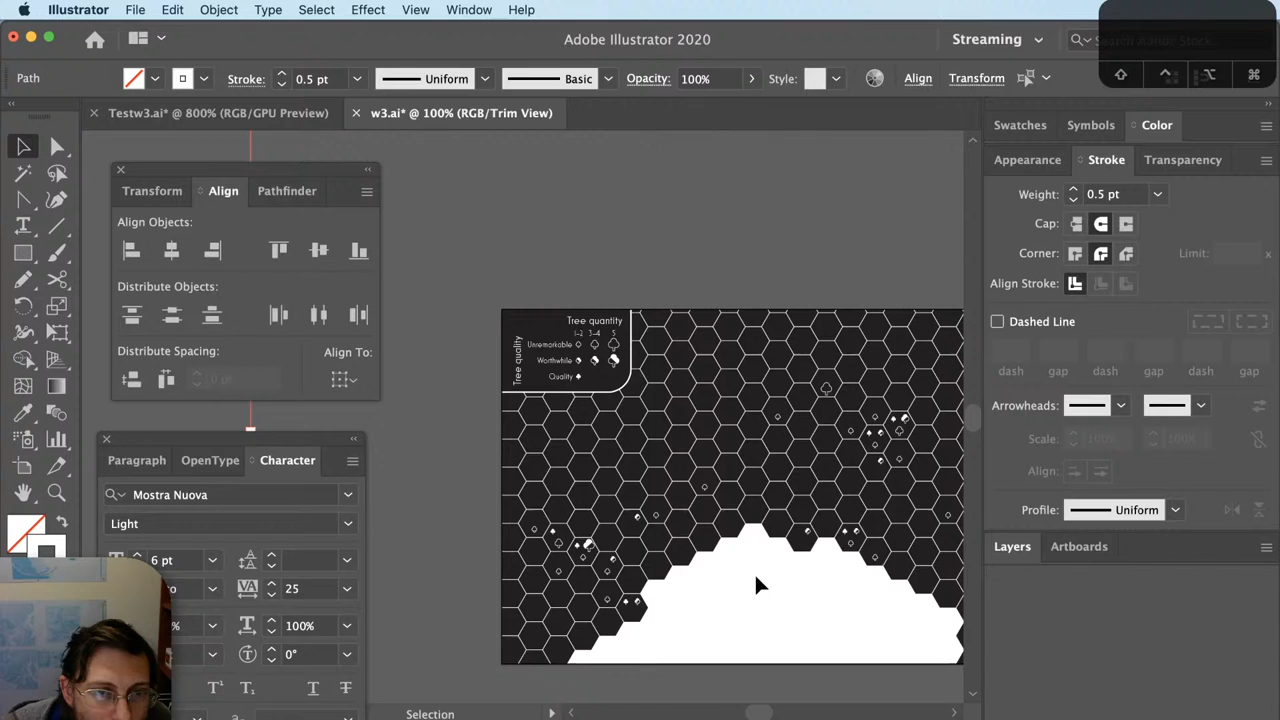 Illustrator File Edit Object Type Select Effect View Window Help
Adobe Illustrator 2020
Streaming
Search Adobe Stock
Path
Stroke: 0.5 pt Uniform Basic Opacity: 100% Style: Align Transform
Testw3.ai* @ 800% (RGB/GPU Preview)
w3.ai* @ 100% (RGB/Trim View)
Swatches Symbols Color
Transform Align Pathfinder
Align Objects:
Distribute Objects:
Distribute Spacing: Align To:
0 pt
Paragraph OpenType Character
Mostra Nuova
Light
6 pt
25
100%
0°
Tree quantity
1-2 3-4 5
Tree quality
Unremarkable
Worthwhile
Quality
Appearance Stroke Transparency
Weight: 0.5 pt
Cap:
Corner: Limit: x
Align Stroke:
Dashed Line
dash gap dash gap dash gap
Arrowheads:
Scale: 100% 100%
Align:
Profile: Uniform
Layers Artboards
Selection